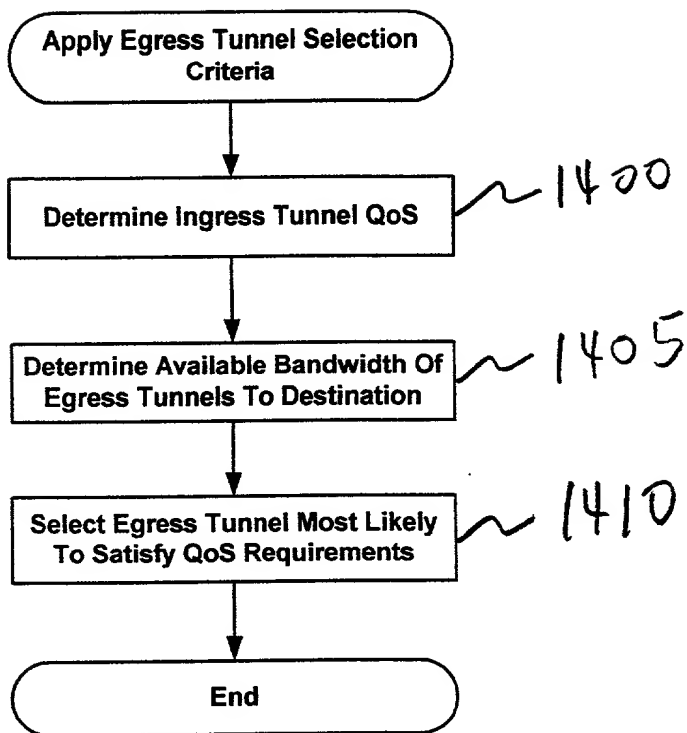 Apply Egress Tunnel Selection
Criteria
Determine Ingress Tunnel QoS
1400
Determine Available Bandwidth Of
Egress Tunnels To Destination
1405
Select Egress Tunnel Most Likely
To Satisfy QoS Requirements
1410
End